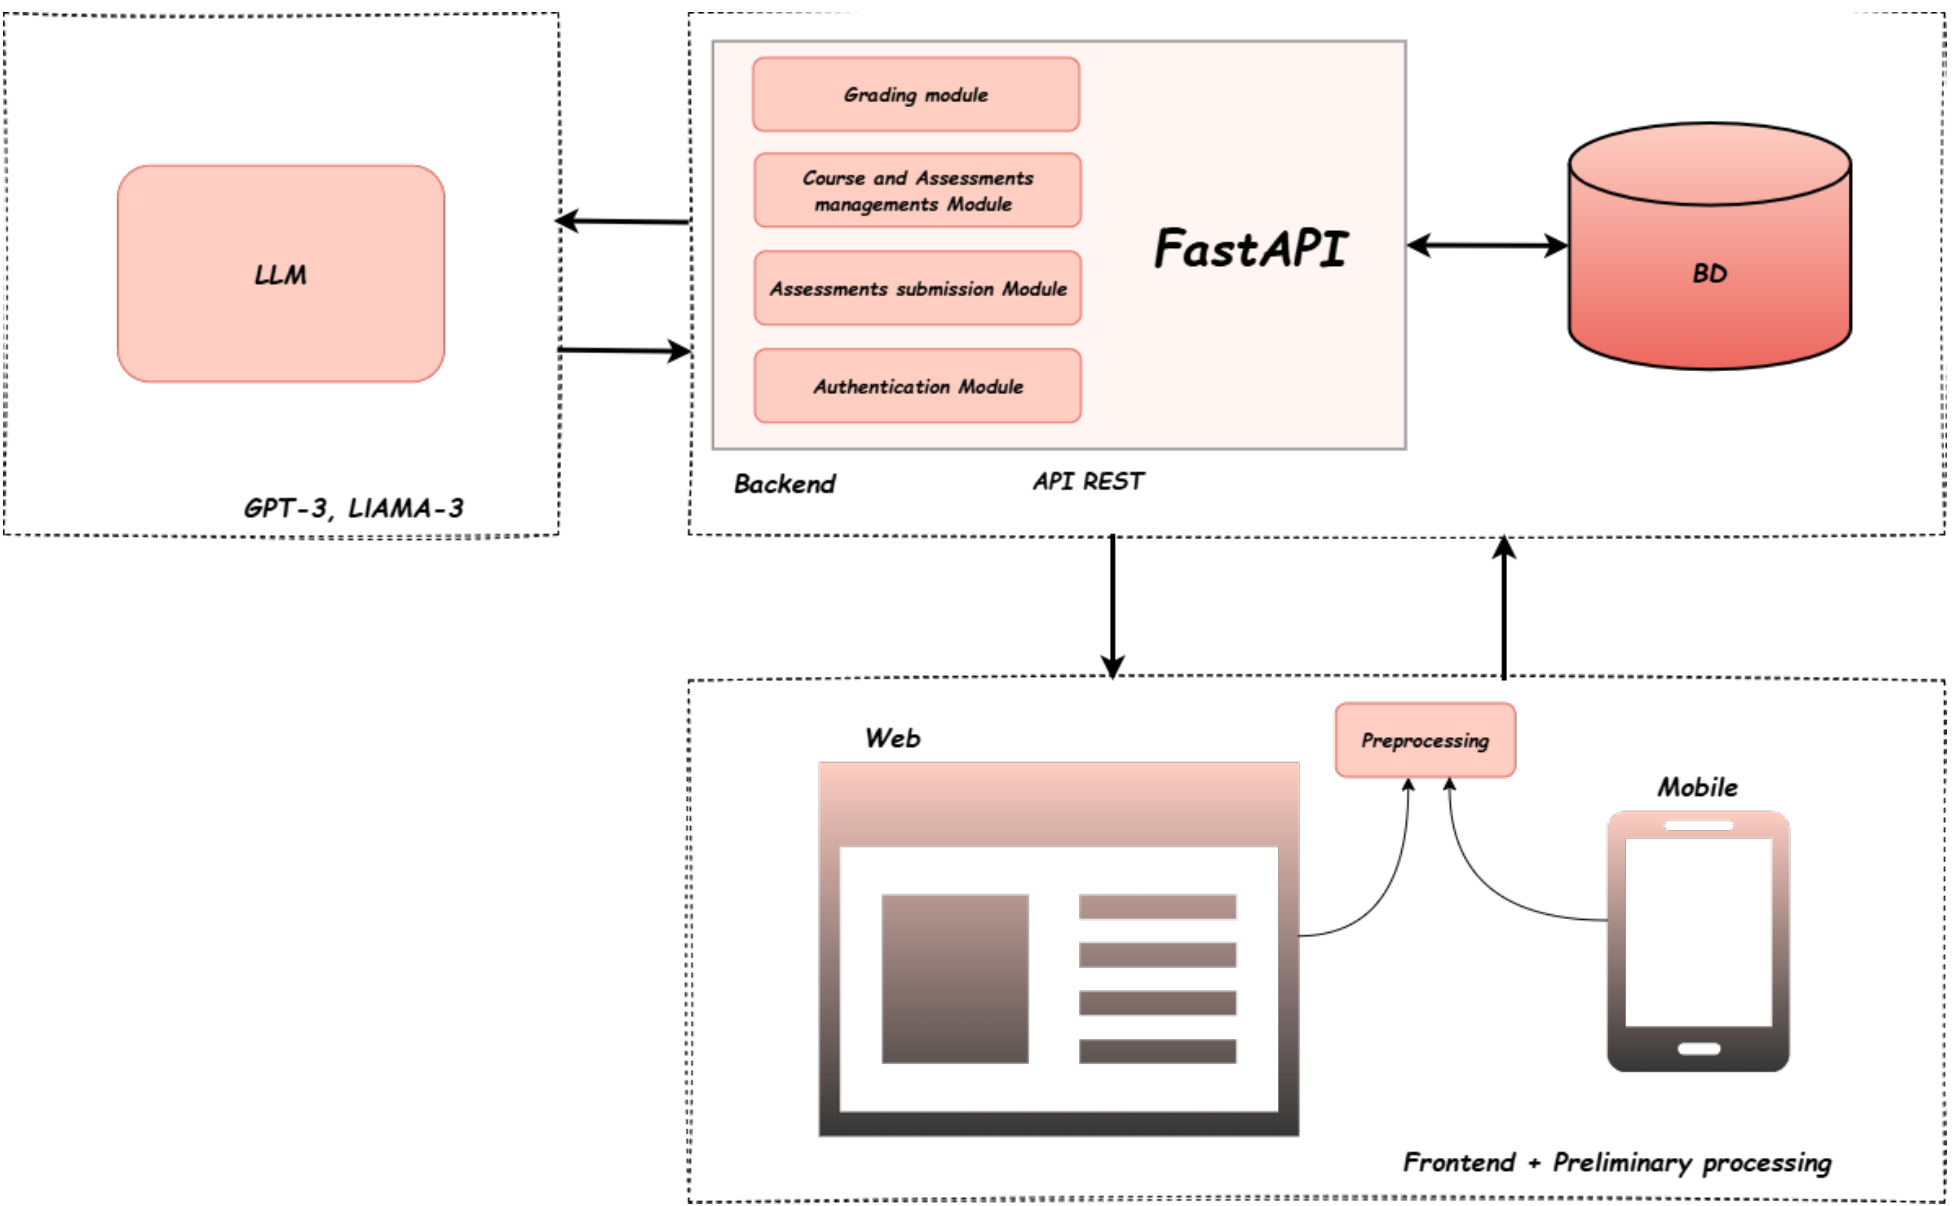 LLM
GPT-3, LIAMA-3
Grading module
Course and Assessments
managements Module
Assessments submission Module
Authentication Module
FastAPI
BD
Backend
API REST
Web
Preprocessing
Mobile
Frontend + Preliminary processing